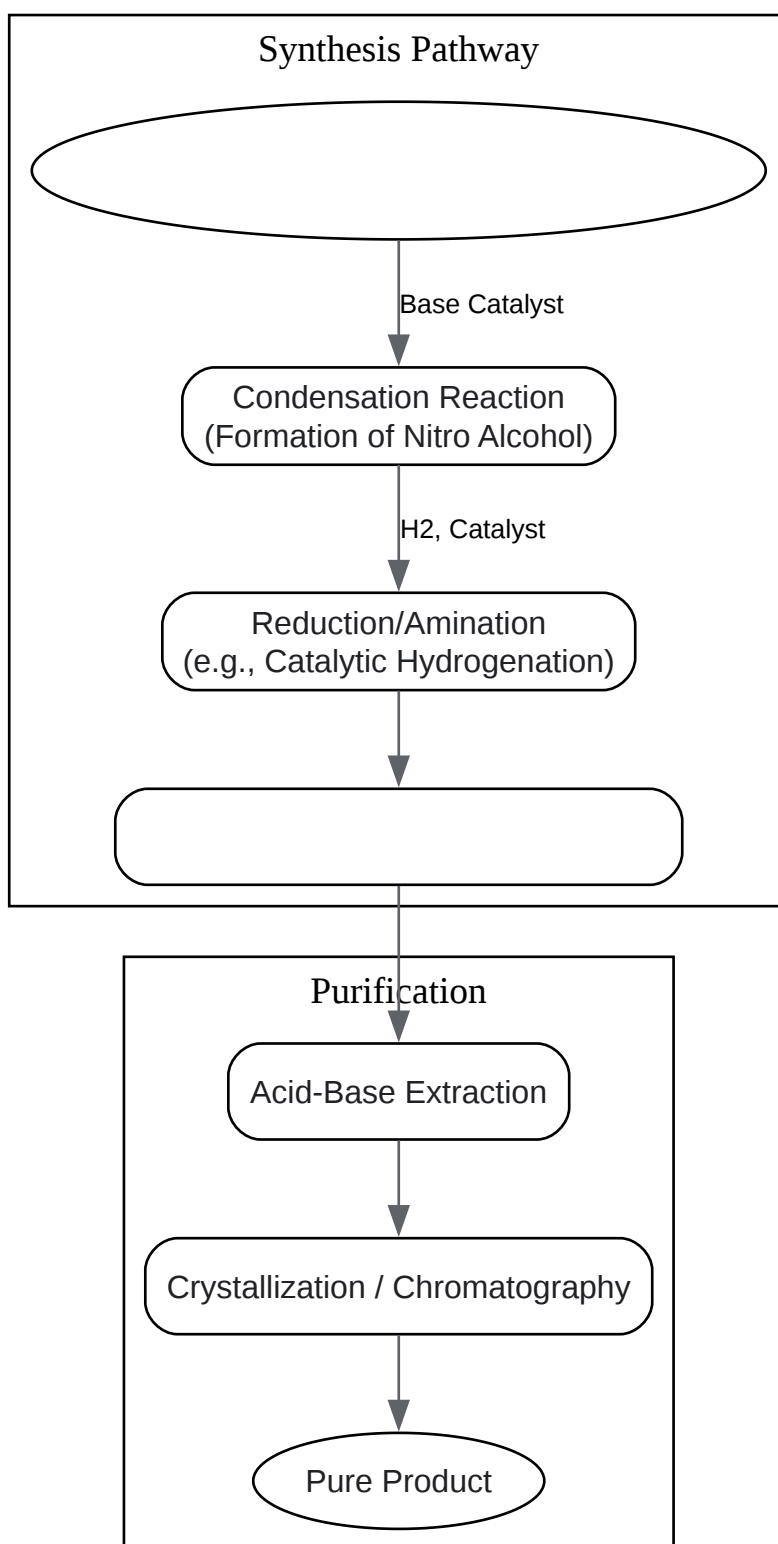 Synthesis Pathway
Base Catalyst
Condensation Reaction
(Formation of Nitro Alcohol)
H2, Catalyst
Reduction/Amination
(e.g., Catalytic Hydrogenation)
Purification
Acid-Base Extraction
Crystallization / Chromatography
Pure Product